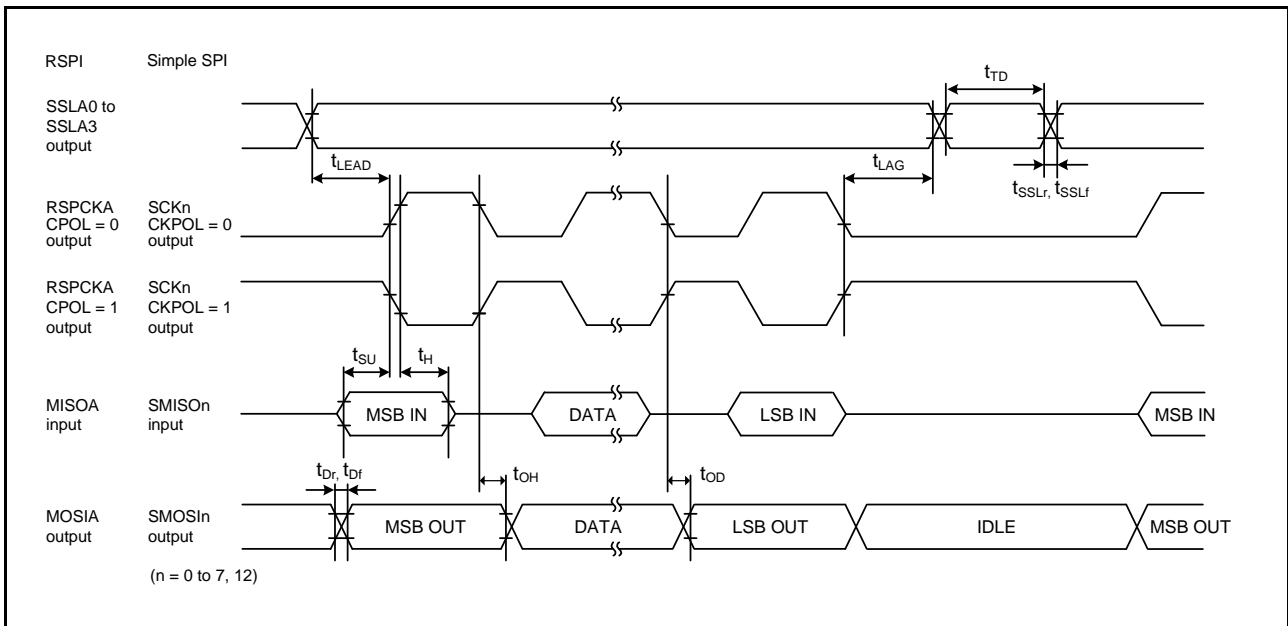 RSPI Simple SPI
tTD
SSLA0 to
SSLA3
output
tLEAD
tLAG
tSSLr, tSSLf
RSPCKA SCKn
CPOL = 0 CKPOL = 0
output output
RSPCKA SCKn
CPOL = 1 CKPOL = 1
output output
tSU tH
MISOA SMISOn
input input
MSB IN DATA LSB IN MSB IN
tDr, tDf tOH tOD
MOSIA SMOSIn
output output
MSB OUT DATA LSB OUT IDLE MSB OUT
(n = 0 to 7, 12)